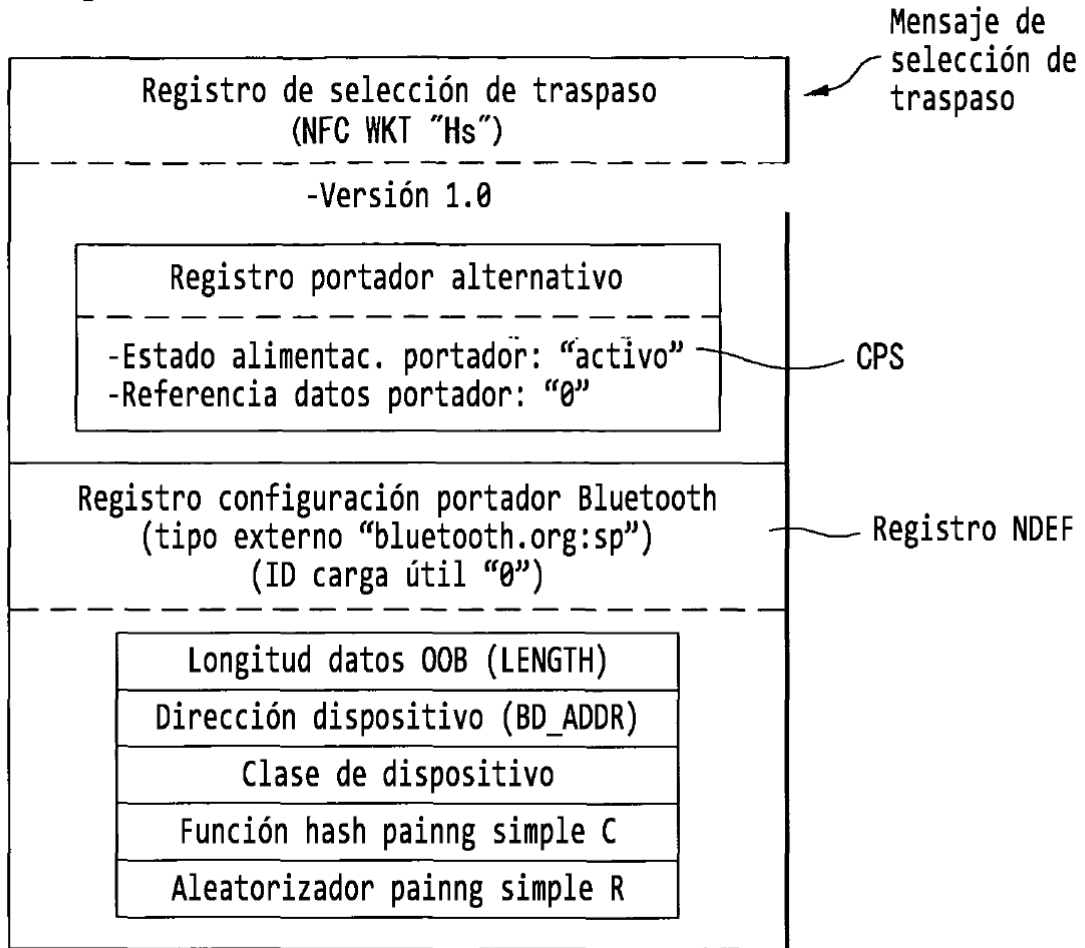 Mensaje de
selección de
traspaso
Registro de selección de traspaso
(NFC WKT "Hs")
-Versión 1.0
Registro portador alternativo
-Estado alimentac. portador: “activo”
CPS
-Referencia datos portador: “0”
Registro configuración portador Bluetooth
(tipo externo “bluetooth.org:sp”)
Registro NDEF
(ID carga útil “0”)
Longitud datos OOB (LENGTH)
Dirección dispositivo (BD_ADDR)
Clase de dispositivo
Función hash painng simple C
Aleatorizador painng simple R